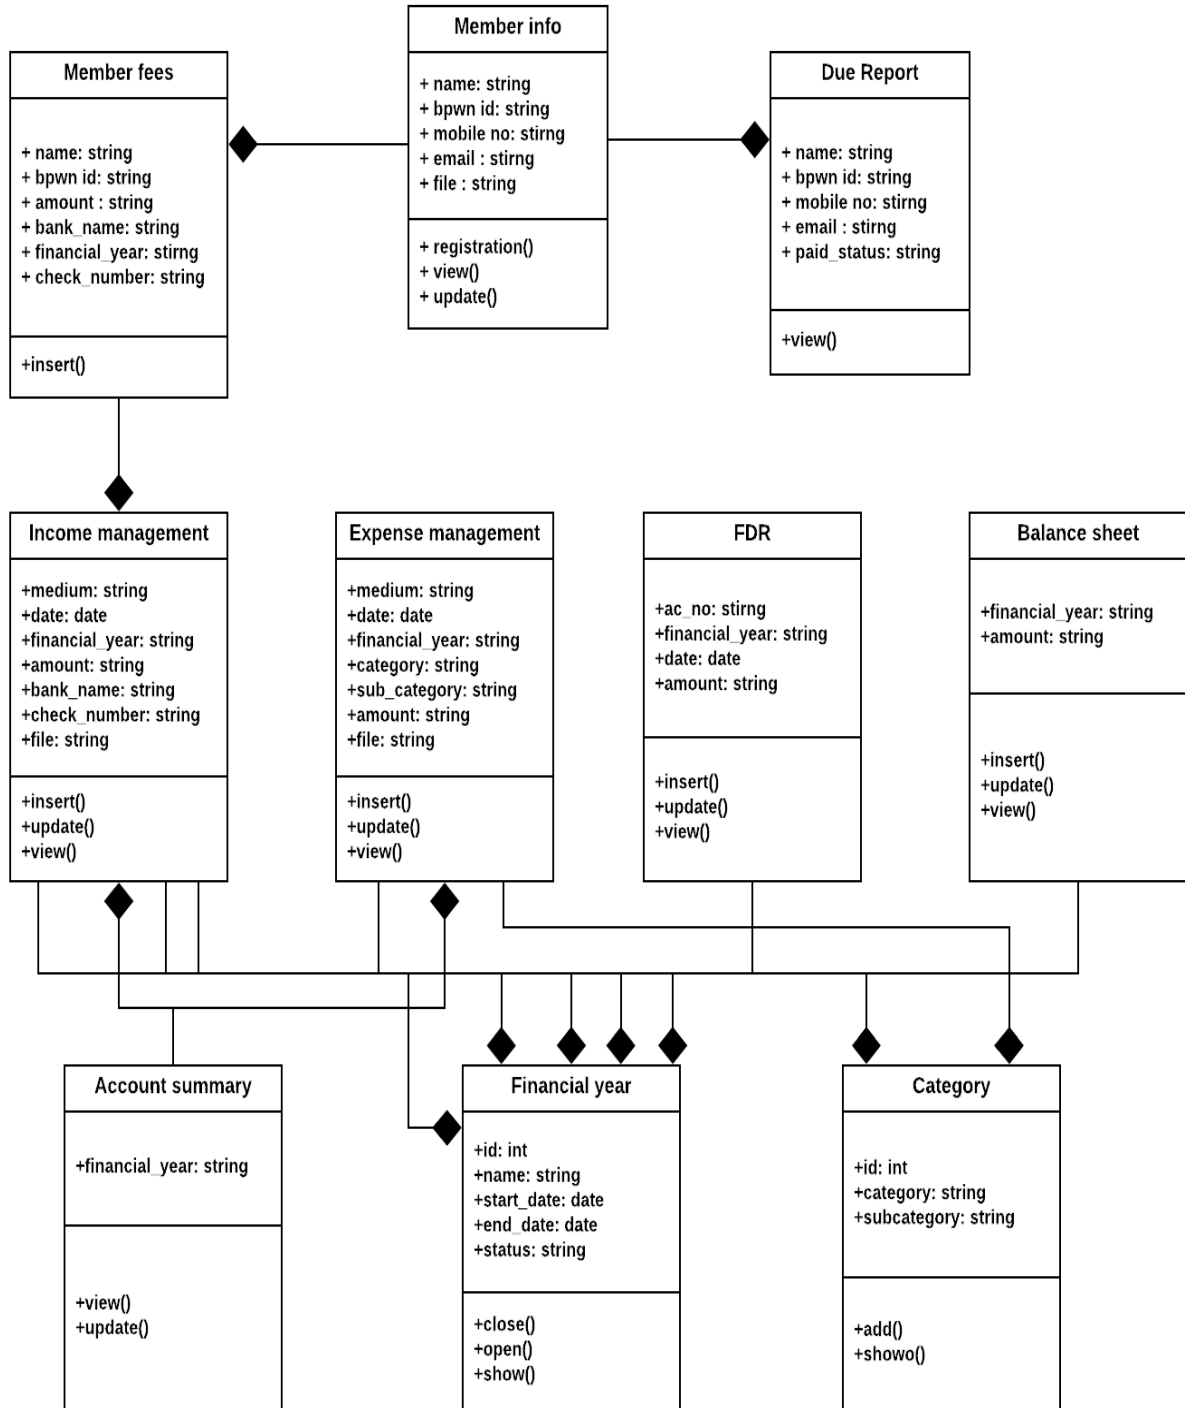 Member info
+ name: string
+ bpwn id: string
+ mobile no: stirng
+ email : stirng
+ file : string
+ registration()
+ view()
+ update()
Member fees
+ name: string
+ bpwn id: string
+ amount : string
+ bank_name: string
+ financial_year: stirng
+ check_number: string
+insert()
Due Report
+ name: string
+ bpwn id: string
+ mobile no: stirng
+ email : stirng
+ paid_status: string
+view()
Income management
+medium: string
+date: date
+financial_year: string
+amount: string
+bank_name: string
+check_number: string
+file: string
+insert()
+update()
+view()
Expense management
+medium: string
+date: date
+financial_year: string
+category: string
+sub_category: string
+amount: string
+file: string
+insert()
+update()
+view()
FDR
+ac_no: stirng
+financial_year: string
+date: date
+amount: string
+insert()
+update()
+view()
Balance sheet
+financial_year: string
+amount: string
+insert()
+update()
+view()
Account summary
+financial_year: string
+view()
+update()
Financial year
+id: int
+name: string
+start_date: date
+end_date: date
+status: string
+close()
+open()
+show()
Category
+id: int
+category: string
+subcategory: string
+add()
+showo()